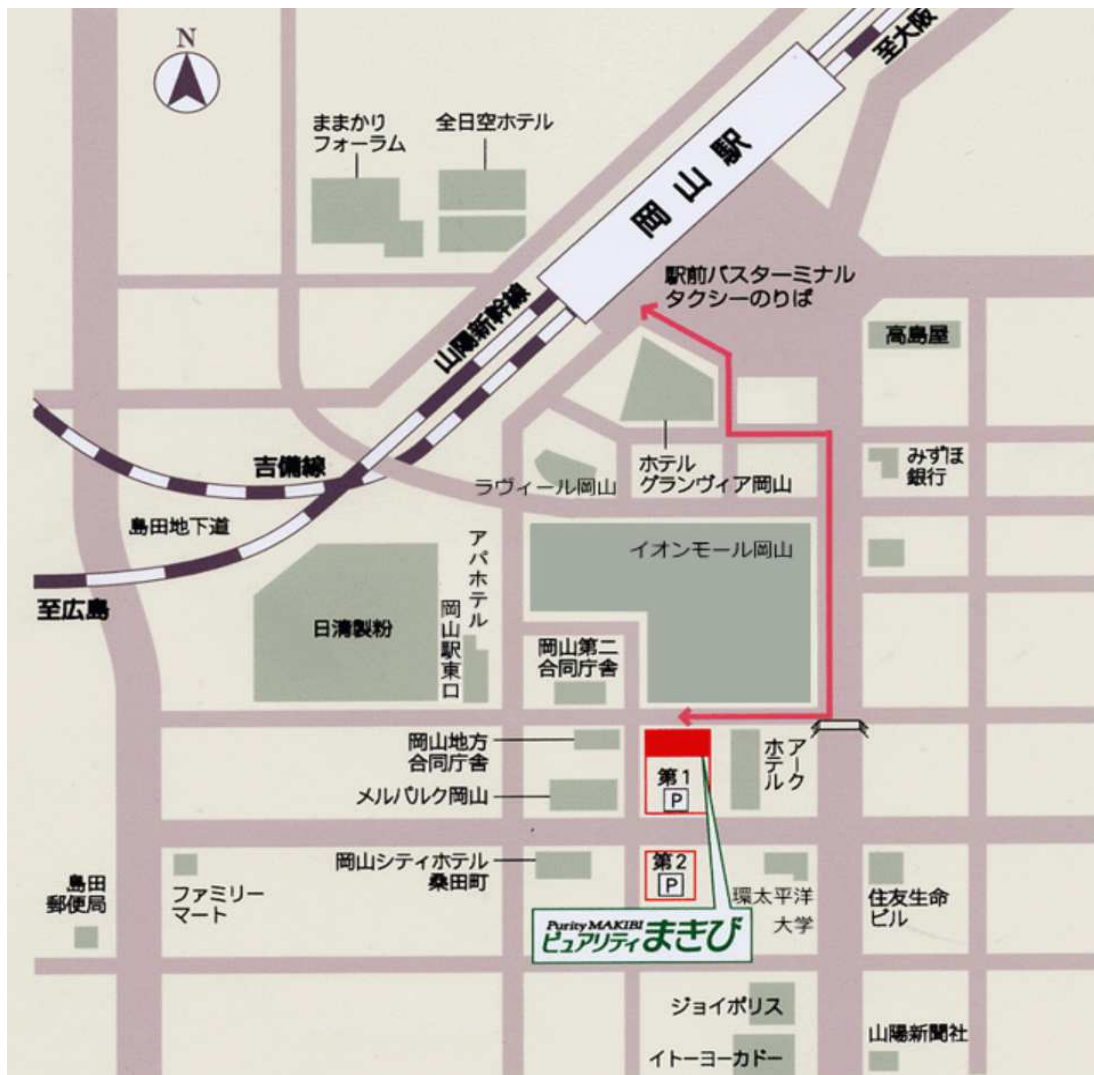 N
至大阪
ままかり
フォーラム
全日空ホテル
岡山駅
駅前バスターミナル
タクシーのりば
山陽新幹線
高島屋
吉備線
ホテル
グランヴィア岡山
みずほ
銀行
ラヴィール岡山
島田地下道
アパホテル
岡山駅東口
イオンモール岡山
至広島
日清製粉
岡山第二
合同庁舎
岡山地方
合同庁舎
アーク
ホテル
第1
P
メルパルク岡山
岡山シティホテル
桑田町
第2
P
島田
郵便局
ファミリー
マート
環太平洋
大学
住友生命
ビル
Purity MAKIBI
ピュアリティまきび
ジョイポリス
イトーヨーカドー
山陽新聞社